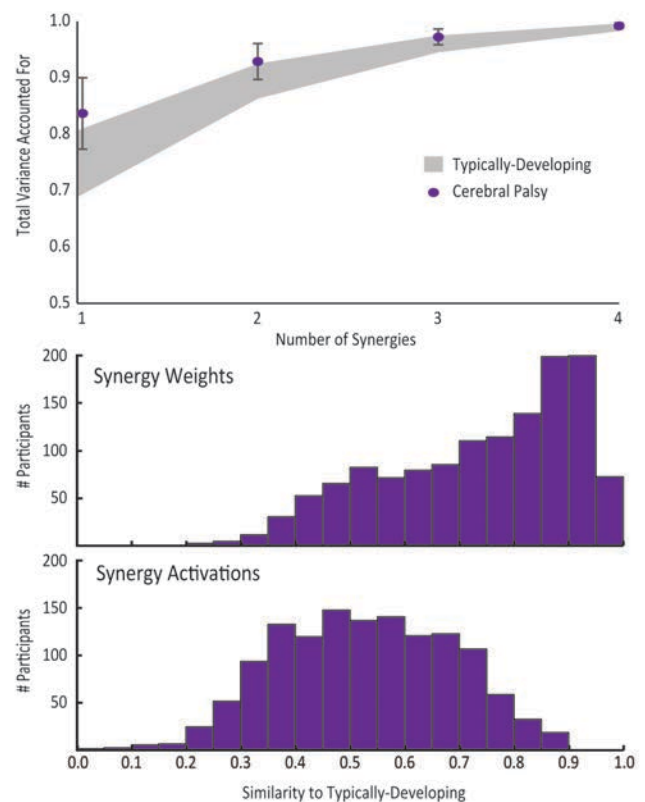 1.0
0.9
0.8
0.7
0.6
0.5
Total Variance Accounted For
Typically-Developing
Cerebral Palsy
1 2 3 4
Number of Synergies
200
150
100
50
# Participants
Synergy Weights
200
150
100
50
# Participants
Synergy Activations
0.0 0.1 0.2 0.3 0.4 0.5 0.6 0.7 0.8 0.9 1.0
Similarity to Typically-Developing